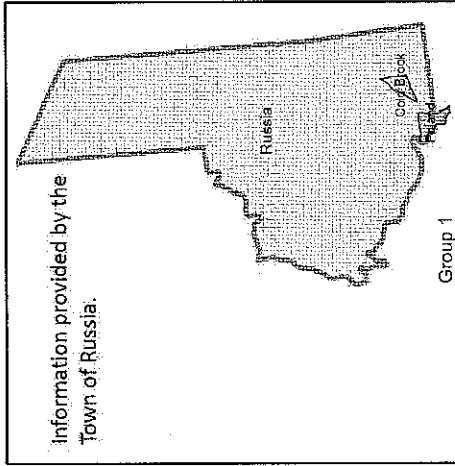 Information provided by the
Town of Russia.
Russia
Cold Brook
Group 1